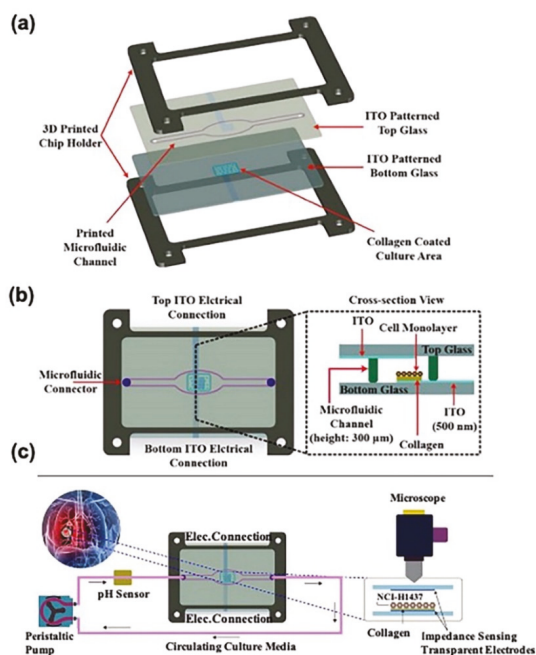 (a)
3D Printed
Chip Holder
ITO Patterned
Top Glass
ITO Patterned
Bottom Glass
Printed
Microfluidic
Channel
Collagen Coated
Culture Area
(b)
Top ITO Elctrical
Connection
Microfluidic
Connector
Bottom ITO Elctrical
Connection
Cross-section View
ITO
Cell Monolayer
Top Glass
Bottom Glass
Microfluidic
Channel
(height: 300 µm)
Collagen
ITO
(500 nm)
(c)
Microscope
Elec.Connection
pH Sensor
Elec.Connection
Peristaltic
Pump
Circulating Culture Media
NCI-H1437
Collagen
Impedance Sensing
Transparent Electrodes